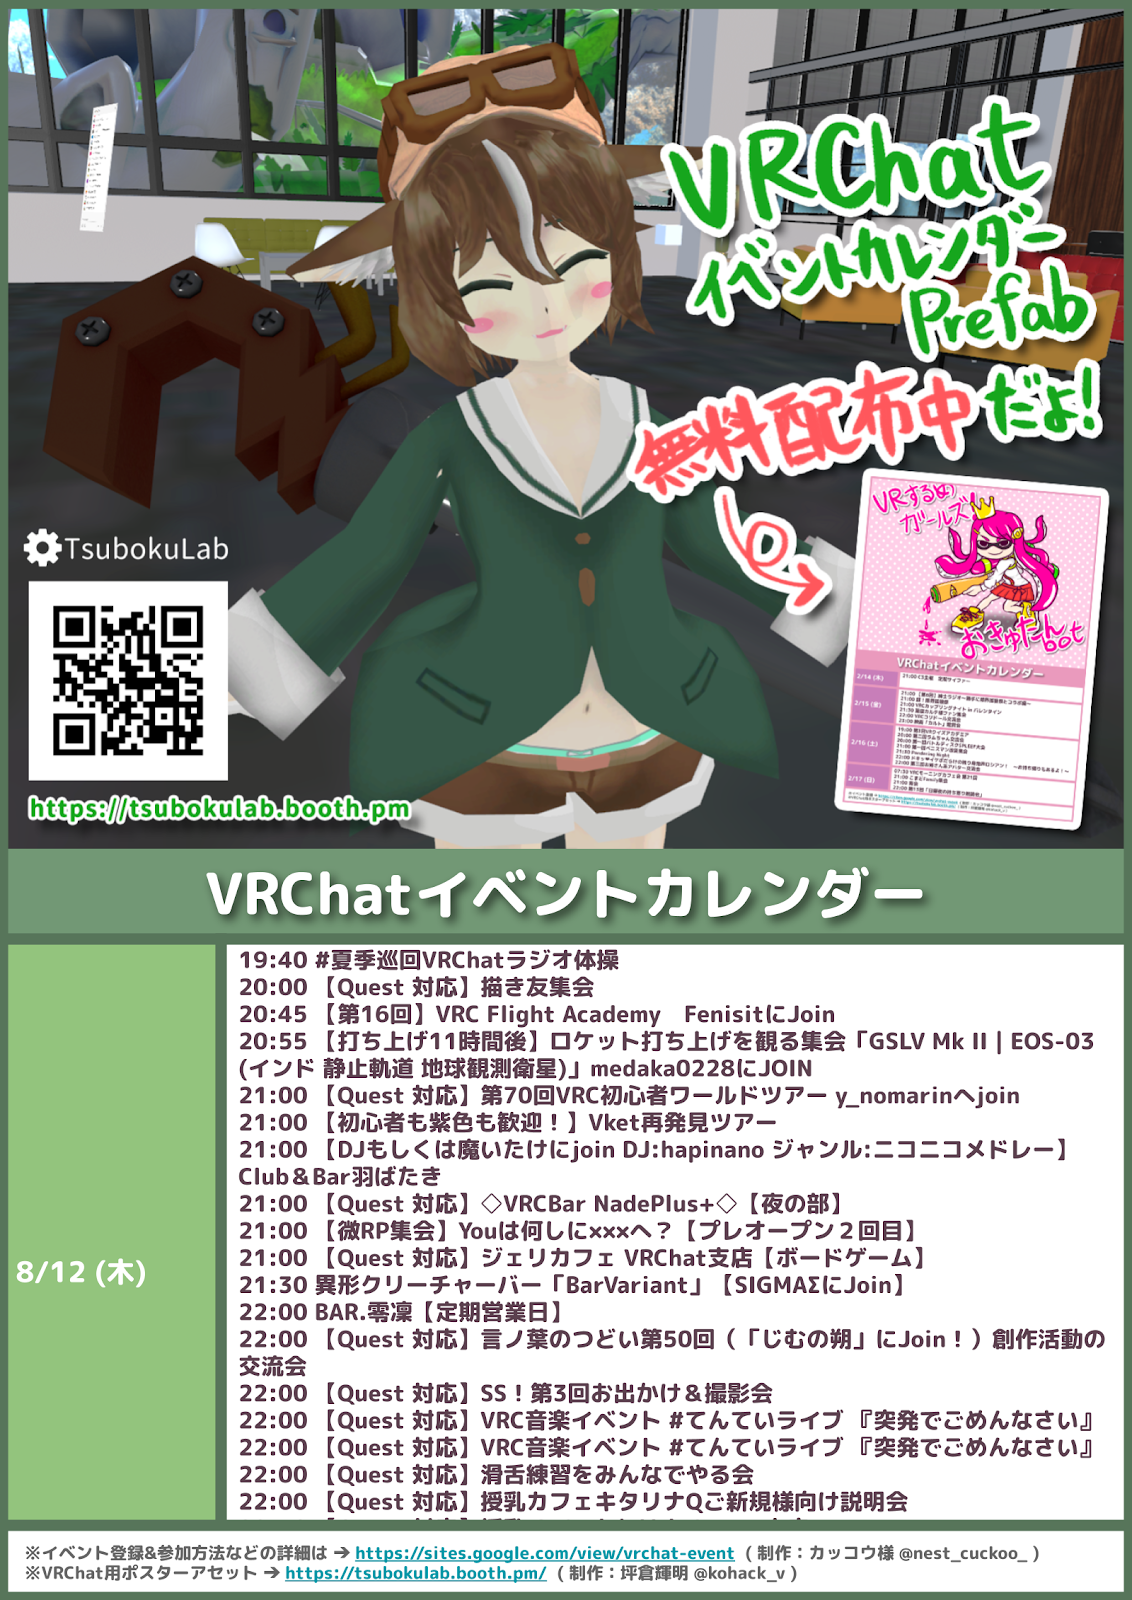 VRChat
イベントカレンダー
Prefab
無料配布中だよ!
TsubokuLab
https://tsubokulab.booth.pm
VRするめ
ガールズ
おきゅたん
bot
VRChatイベントカレンダー
2/14 (木)
2/15 (金)
2/16 (土)
2/17 (日)
VRChatイベントカレンダー
8/12 (木)
19:40 #夏季巡回VRChatラジオ体操
20:00 【Quest 対応】描き友集会
20:45 【第16回】VRC Flight Academy　FenisitにJoin
20:55 【打ち上げ11時間後】ロケット打ち上げを観る集会「GSLV Mk II | EOS-03
(インド 静止軌道 地球観測衛星)」medaka0228にJOIN
21:00 【Quest 対応】第70回VRC初心者ワールドツアー y_nomarinへjoin
21:00 【初心者も紫色も歓迎！】Vket再発見ツアー
21:00 【DJもしくは魔いたけにjoin DJ:hapinano ジャンル:ニコニコメドレー】
Club＆Bar羽ばたき
21:00 【Quest 対応】◇VRCBar NadePlus+◇【夜の部】
21:00 【微RP集会】Youは何しに×××へ？【プレオープン２回目】
21:00 【Quest 対応】ジェリカフェ VRChat支店【ボードゲーム】
21:30 異形クリーチャーバー「BarVariant」【SIGMAΣにJoin】
22:00 BAR.零凜【定期営業日】
22:00 【Quest 対応】言ノ葉のつどい第50回（「じむの朔」にJoin！）創作活動の
交流会
22:00 【Quest 対応】SS！第3回お出かけ＆撮影会
22:00 【Quest 対応】VRC音楽イベント #てんていライブ『突発でごめんなさい』
22:00 【Quest 対応】VRC音楽イベント #てんていライブ『突発でごめんなさい』
22:00 【Quest 対応】滑舌練習をみんなでやる会
22:00 【Quest 対応】授乳カフェキタリナQご新規様向け説明会
※イベント登録&参加方法などの詳細は ➔ https://sites.google.com/view/vrchat-event ( 制作：カッコウ様 @nest_cuckoo_ )
※VRChat用ポスターアセット ➔ https://tsubokulab.booth.pm/ ( 制作：坪倉輝明 @kohack_v )